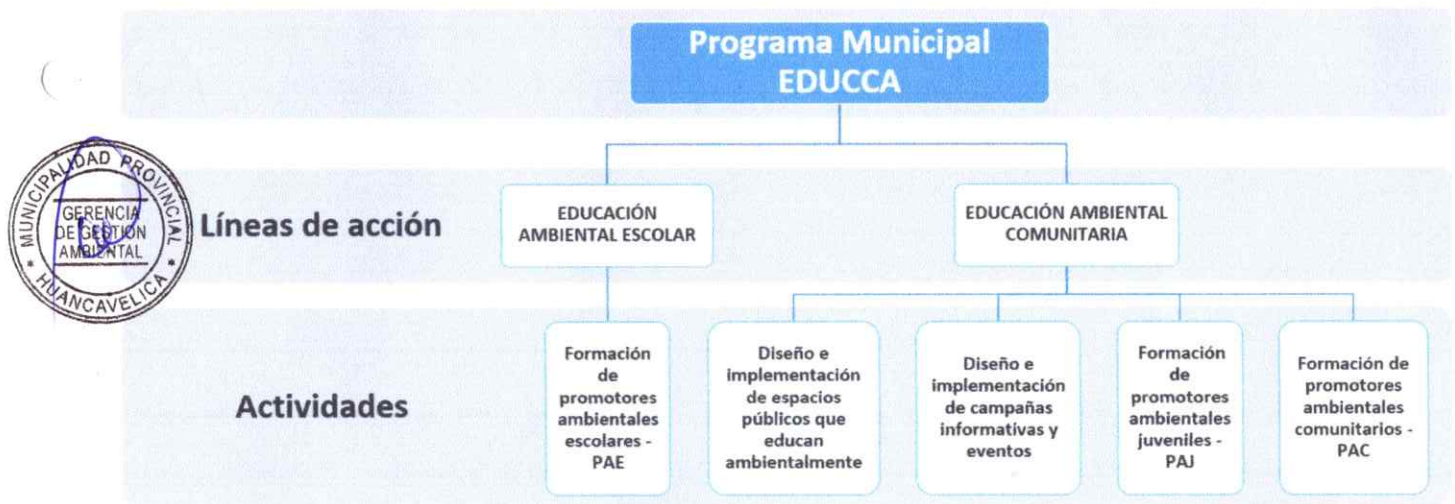 Programa Municipal
EDUCCA
MUNICIPALIDAD PROVINCIAL
GERENCIA
DE GESTIÓN
AMBIENTAL
* HUANCAVELICA *
Líneas de acción
EDUCACIÓN
AMBIENTAL ESCOLAR
EDUCACIÓN AMBIENTAL
COMUNITARIA
Actividades
Formación
de
promotores
ambientales
escolares -
PAE
Diseño e
implementación
de espacios
públicos que
educan
ambientalmente
Diseño e
implementación
de campañas
informativas y
eventos
Formación
de
promotores
ambientales
juveniles -
PAJ
Formación de
promotores
ambientales
comunitarios -
PAC